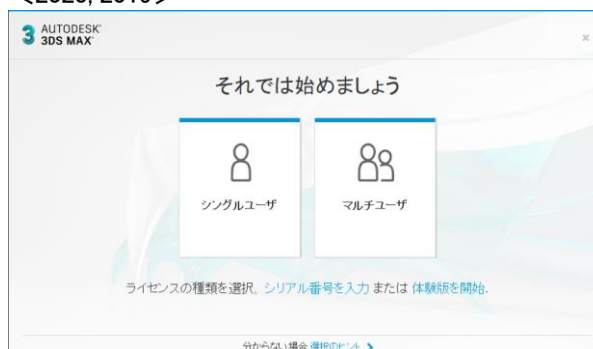 AUTODESK
3DS MAX
それでは始めましょう
シングルユーザ
マルチユーザ
ライセンスの種類を選択、シリアル番号を入力 または 体験版を開始.
分からない場合 選択のヒント